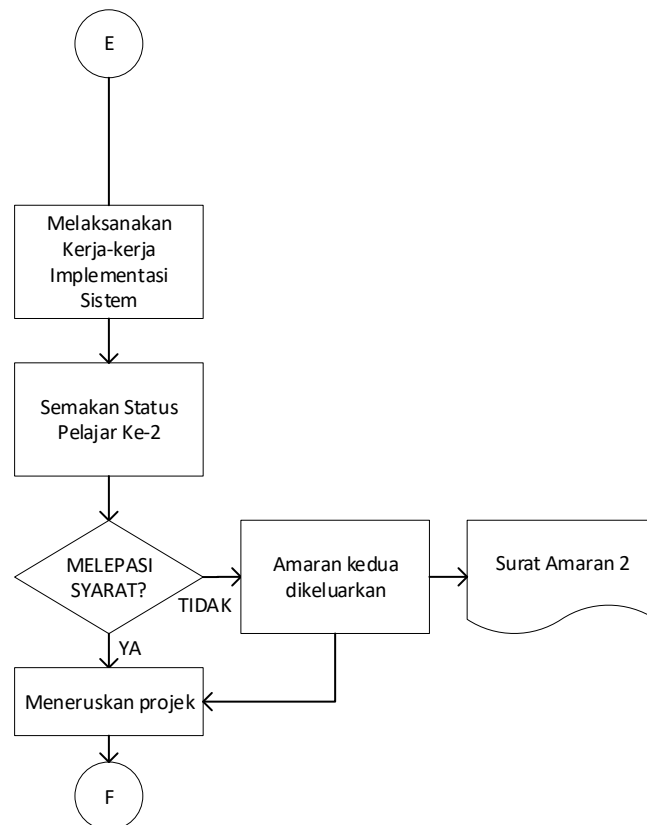 E
Melaksanakan
Kerja-kerja
Implementasi
Sistem
Semakan Status
Pelajar Ke-2
MELEPASI
SYARAT?
TIDAK
Amaran kedua
dikeluarkan
Surat Amaran 2
YA
Meneruskan projek
F